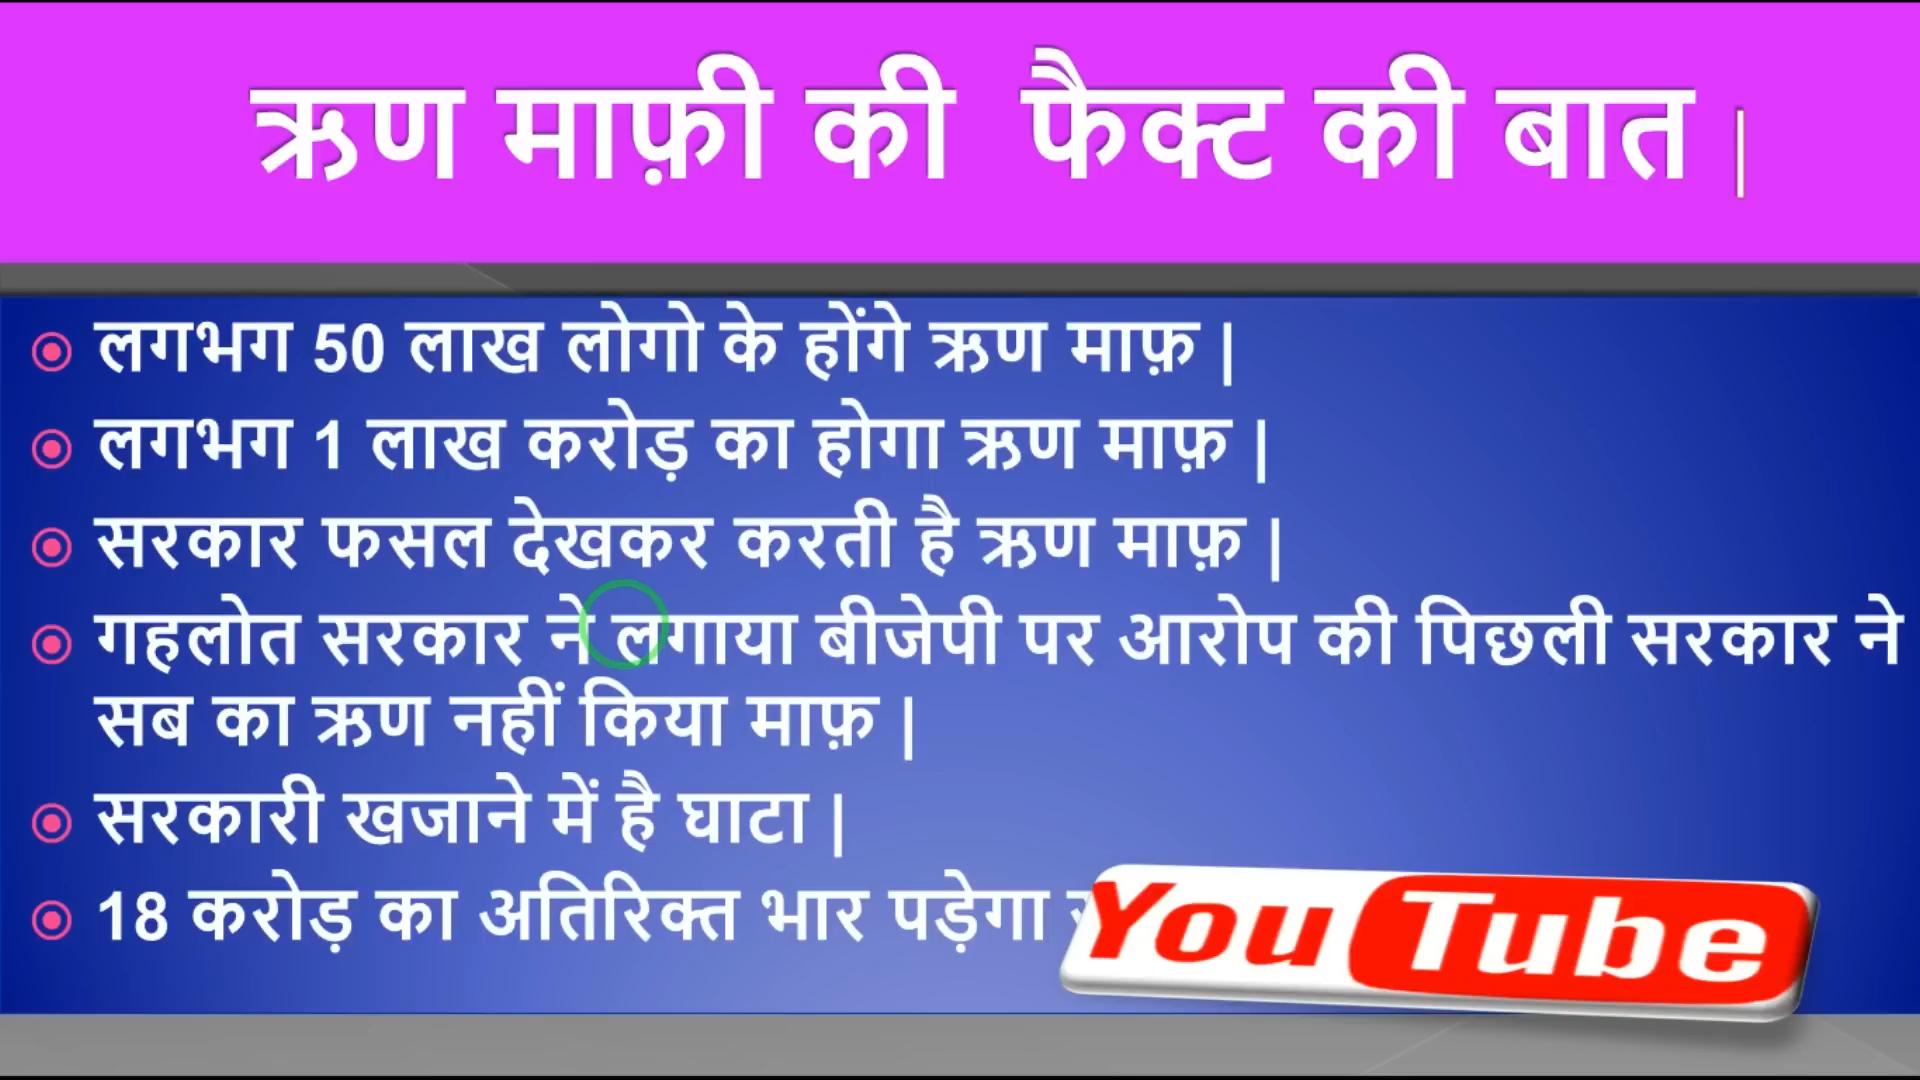 ऋण माफ़ी की फैक्ट की बात |
लगभग 50 लाख लोगो के होंगे ऋण माफ़ |
लगभग 1 लाख करोड़ का होगा ऋण माफ़ |
सरकार फसल देखकर करती है ऋण माफ़ |
गहलोत सरकार ने लगाया बीजेपी पर आरोप की पिछली सरकार ने
सब का ऋण नहीं किया माफ़ |
सरकारी खजाने में है घाटा |
18 करोड़ का अतिरिक्त भार पड़ेगा
YouTube